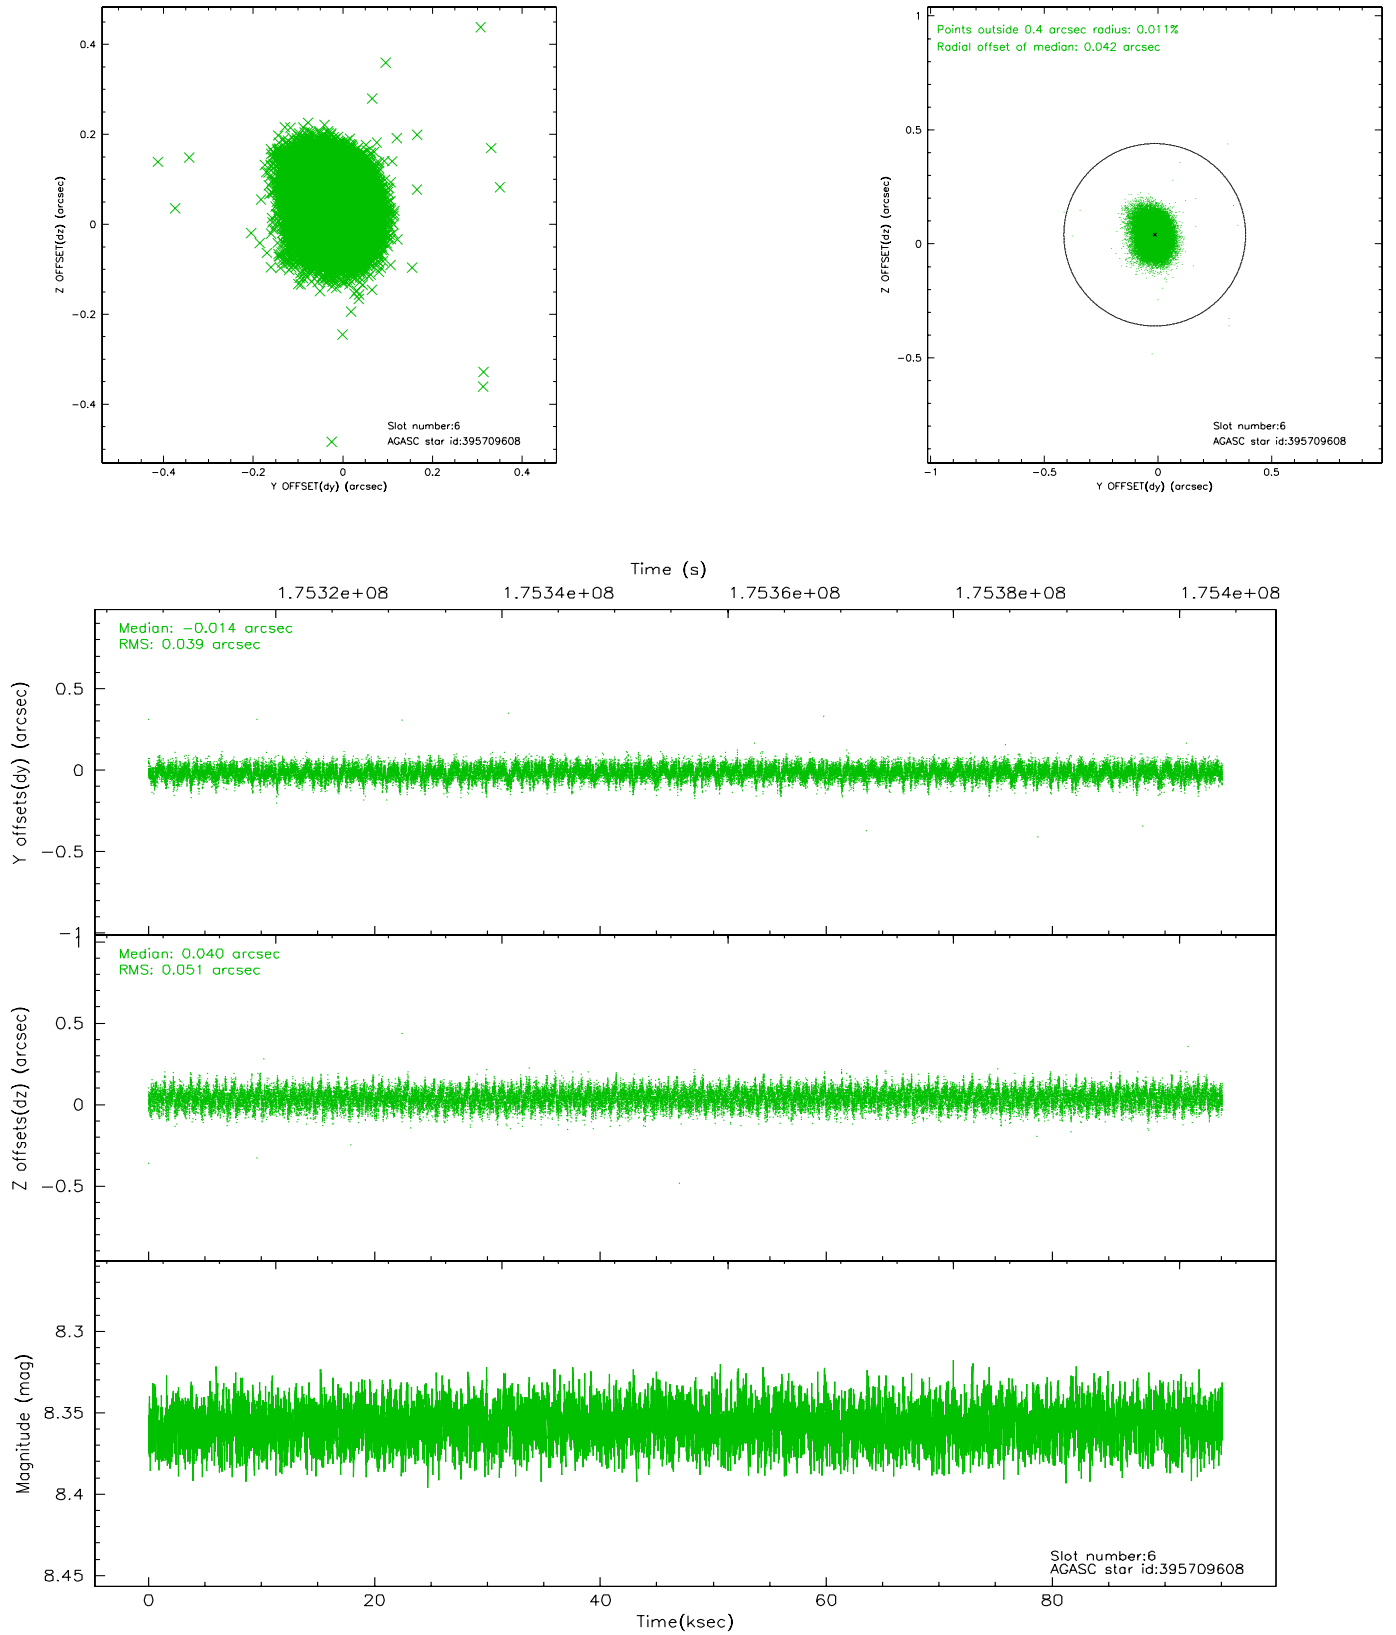 0.4
0.2
0
−0.2
−0.4
Z OFFSET(dz) (arcsec)
Slot number:6
AGASC star id:395709608
−0.4 −0.2 0 0.2 0.4
Y OFFSET(dy) (arcsec)
Points outside 0.4 arcsec radius: 0.011%
Radial offset of median: 0.042 arcsec
1
0.5
0
−0.5
Z OFFSET(dz) (arcsec)
Slot number:6
AGASC star id:395709608
−1 −0.5 0 0.5
Y OFFSET(dy) (arcsec)
Time (s)
1.7532e+08 1.7534e+08 1.7536e+08 1.7538e+08 1.754e+08
Median: −0.014 arcsec
RMS: 0.039 arcsec
0.5
0
−0.5
−1
Y offsets(dy) (arcsec)
Median: 0.040 arcsec
RMS: 0.051 arcsec
1
0.5
0
−0.5
Z offsets(dz) (arcsec)
8.3
8.35
8.4
8.45
Magnitude (mag)
Slot number:6
AGASC star id:395709608
0 20 40 60 80
Time(ksec)